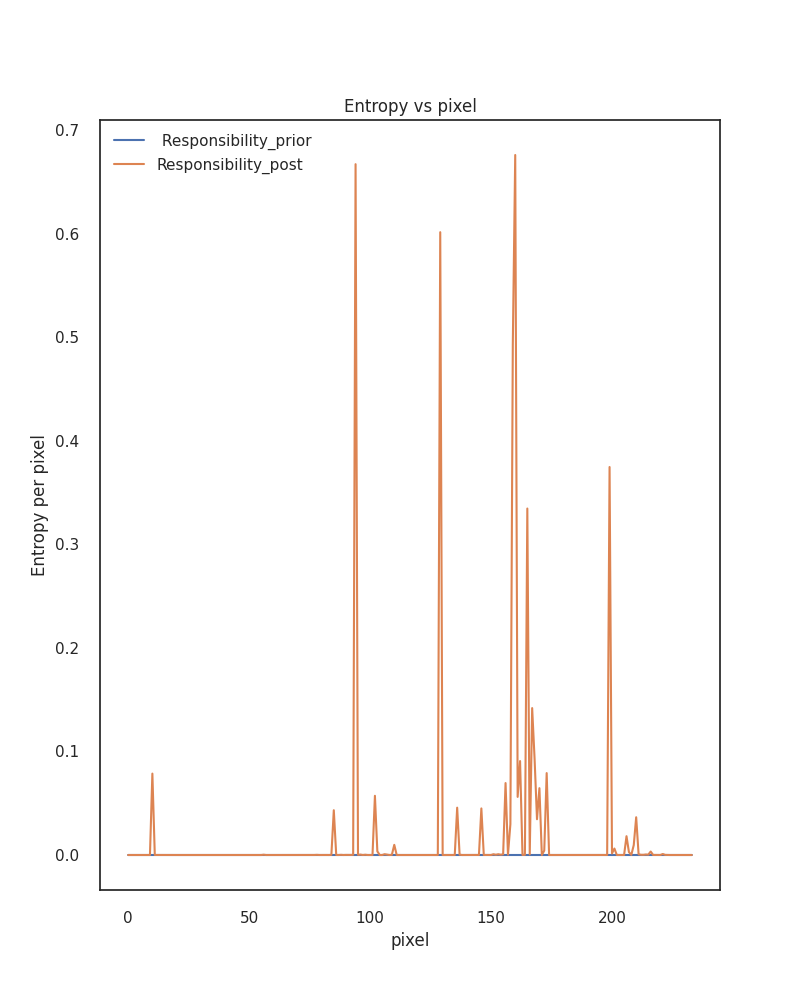 Entropy vs pixel
Responsibility_prior
Responsibility_post
0.7
0.6
0.5
0.4
0.3
0.2
0.1
0.0
Entropy per pixel
0 50 100 150 200
pixel